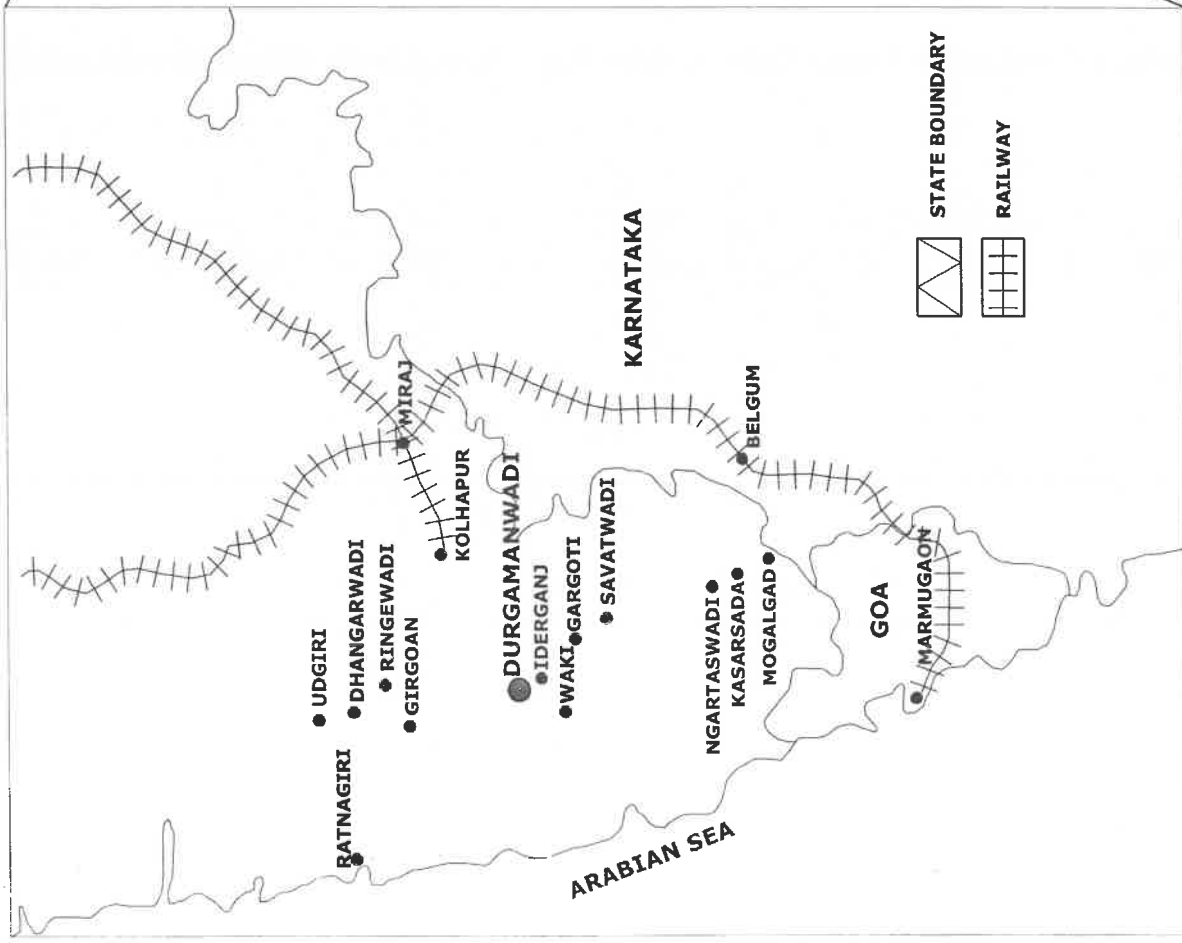 UDGIRI
DHANGARWADI
RINGEWADI
GIRGOAN
RATNAGIRI
MIRAJ
KOLHAPUR
DURGAMANWADI
IDERGANJ
WAKI
GARGOTI
SAVATWADI
KARNATAKA
BELGUM
NGARTASWADI
KASARSADA
MOGALGAD
GOA
MARMUGAON
ARABIAN SEA
STATE BOUNDARY
RAILWAY